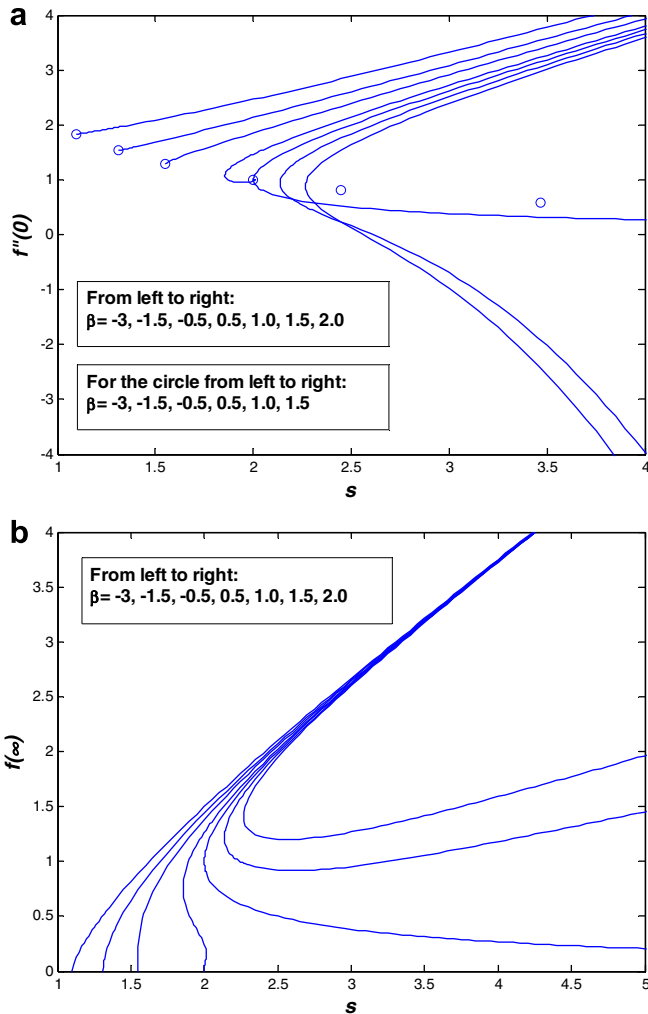 a
4
3
2
1
0
-1
-2
-3
-4
f"(0)
From left to right:
β= -3, -1.5, -0.5, 0.5, 1.0, 1.5, 2.0
For the circle from left to right:
β= -3, -1.5, -0.5, 0.5, 1.0, 1.5
1 1.5 2 2.5 3 3.5 4
s
b
4
3.5
3
2.5
2
1.5
1
0.5
0
f(∞)
From left to right:
β= -3, -1.5, -0.5, 0.5, 1.0, 1.5, 2.0
1 1.5 2 2.5 3 3.5 4 4.5 5
s